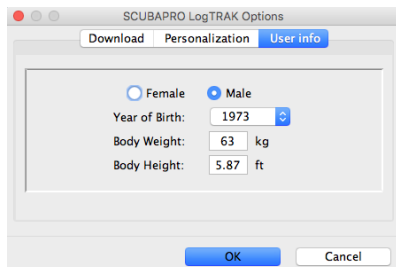 SCUBAPRO LogTRAK Options
Download Personalization User info
Female Male
Year of Birth: 1973
Body Weight: 63 kg
Body Height: 5.87 ft
OK Cancel